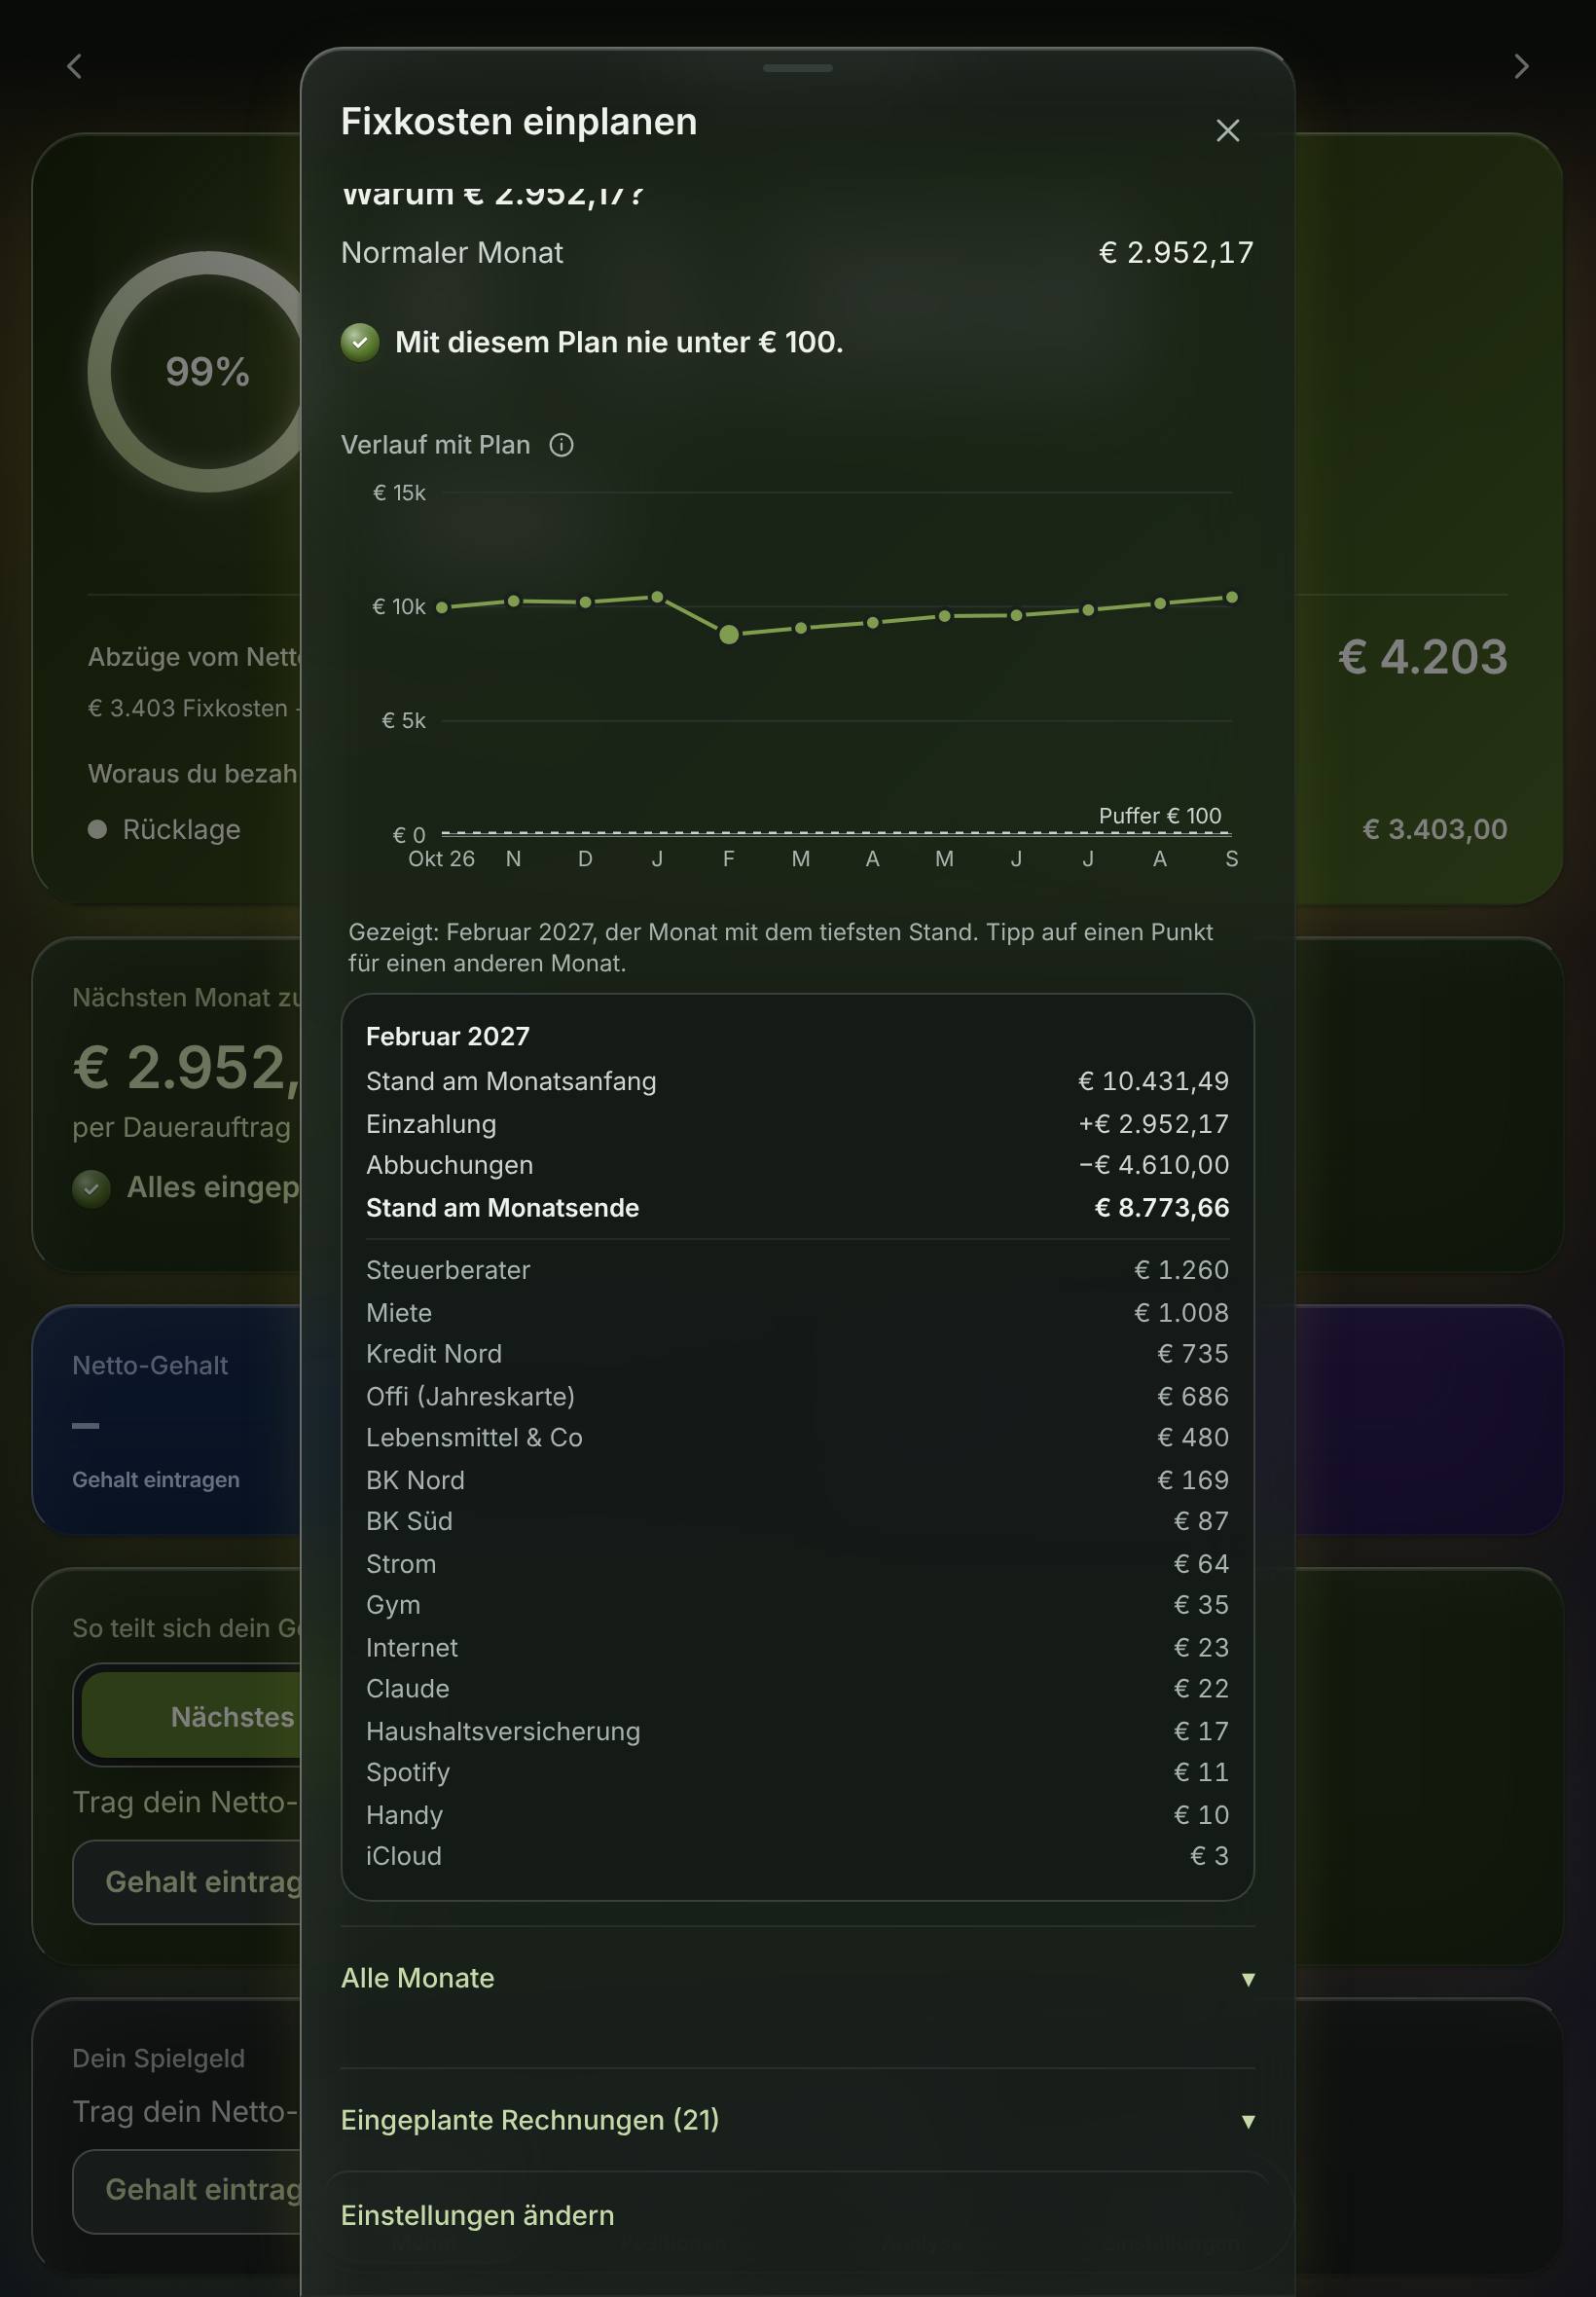 Fixkosten einplanen
Warum € 2.952,17?
Normaler Monat € 2.952,17
Mit diesem Plan nie unter € 100.
Verlauf mit Plan
€ 15k
€ 10k
€ 5k
Puffer € 100
€ 0
Okt 26 N D J F M A M J J A S
Gezeigt: Februar 2027, der Monat mit dem tiefsten Stand. Tipp auf einen Punkt
für einen anderen Monat.
Februar 2027
Stand am Monatsanfang € 10.431,49
Einzahlung +€ 2.952,17
Abbuchungen −€ 4.610,00
Stand am Monatsende € 8.773,66
Steuerberater € 1.260
Miete € 1.008
Kredit Nord € 735
Offi (Jahreskarte) € 686
Lebensmittel & Co € 480
BK Nord € 169
BK Süd € 87
Strom € 64
Gym € 35
Internet € 23
Claude € 22
Haushaltsversicherung € 17
Spotify € 11
Handy € 10
iCloud € 3
Alle Monate
Eingeplante Rechnungen (21)
Einstellungen ändern
99%
Abzüge vom Nett
€ 4.203
€ 3.403 Fixkosten
Woraus du bezah
Rücklage € 3.403,00
Nächsten Monat zu
€ 2.952,
per Dauerauftrag
Alles eingep
Netto-Gehalt
–
Gehalt eintragen
So teilt sich dein G
Nächstes
Trag dein Netto-
Gehalt eintrag
Dein Spielgeld
Trag dein Netto-
Gehalt eintrag